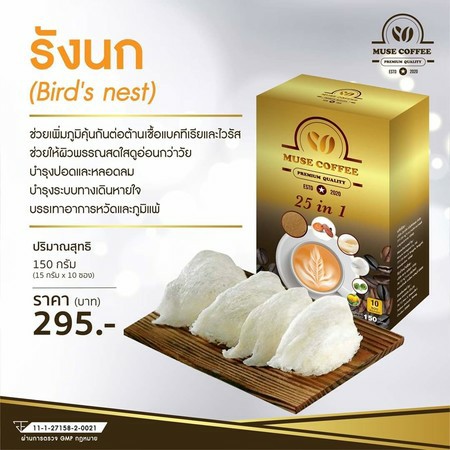 รังนก
(Bird's nest)
ช่วยเพิ่มภูมิคุ้นกันต่อต้านเชื้อแบคทีเรียและไวรัส
ช่วยให้ผิวพรรณสดใสดูอ่อนกว่าวัย
บำรุงปอดและหลอดลม
บำรุงระบบทางเดินหายใจ
บรรเทาอาการหวัดและภูมิแพ้
ปริมาณสุทธิ
150 กรัม
(15 กรัม x 10 ซอง)
ราคา (บาท)
295.-
MUSE COFFEE
PREMIUM QUALITY
ESTD 2020
MUSE COFFEE
PREMIUM QUALITY
ESTD 2020
25 in 1
10
150
11-1-27158-2-0021
ผ่านการตรวจ GMP กฎหมาย